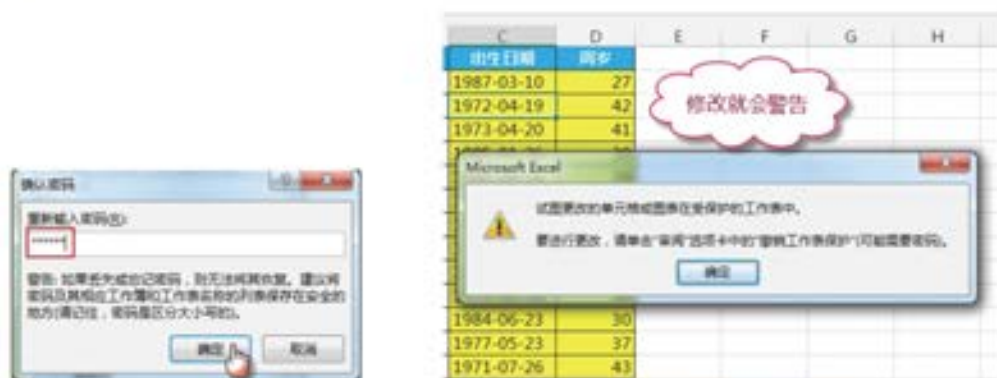 确认密码
重新输入密码(R):
******
警告: 如果丢失或忘记密码，则无法将其恢复。建议将
密码及其相应工作簿和工作表名称的列表保存在安全的
地方(请记住，密码是区分大小写的)。
确定
取消
C D E F G H
出生日期 周岁
1987-03-10 27
1972-04-19 42
1973-04-20 41
修改就会警告
Microsoft Excel
试图更改的单元格或图表在受保护的工作表中。
要进行更改，请单击"审阅"选项卡中的"撤销工作表保护"(可能需要密码)。
确定
1984-06-23 30
1977-05-23 37
1971-07-26 43